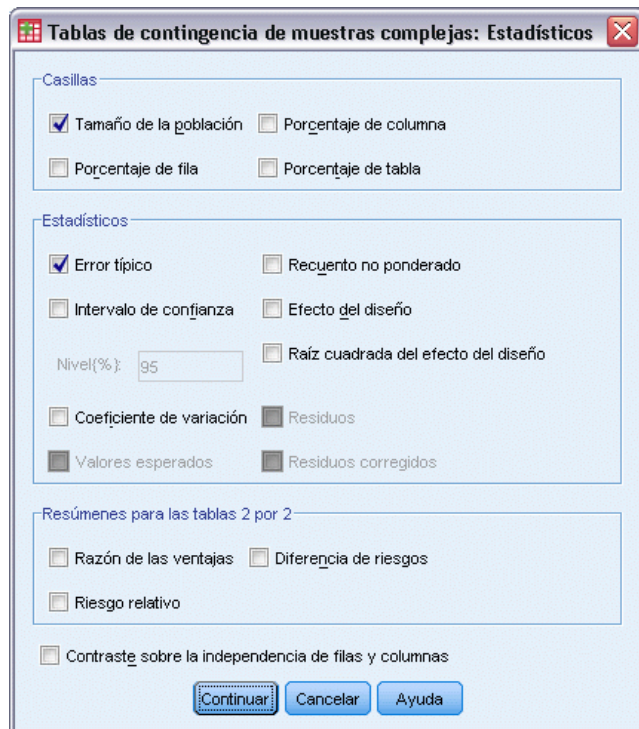 Tablas de contingencia de muestras complejas: Estadísticos
Casillas
Tamaño de la población
Porcentaje de columna
Porcentaje de fila
Porcentaje de tabla
Estadísticos
Error típico
Recuento no ponderado
Intervalo de confianza
Efecto del diseño
Nivel(%): 95
Raíz cuadrada del efecto del diseño
Coeficiente de variación
Residuos
Valores esperados
Residuos corregidos
Resúmenes para las tablas 2 por 2
Razón de las ventajas
Diferencia de riesgos
Riesgo relativo
Contraste sobre la independencia de filas y columnas
Continuar Cancelar Ayuda